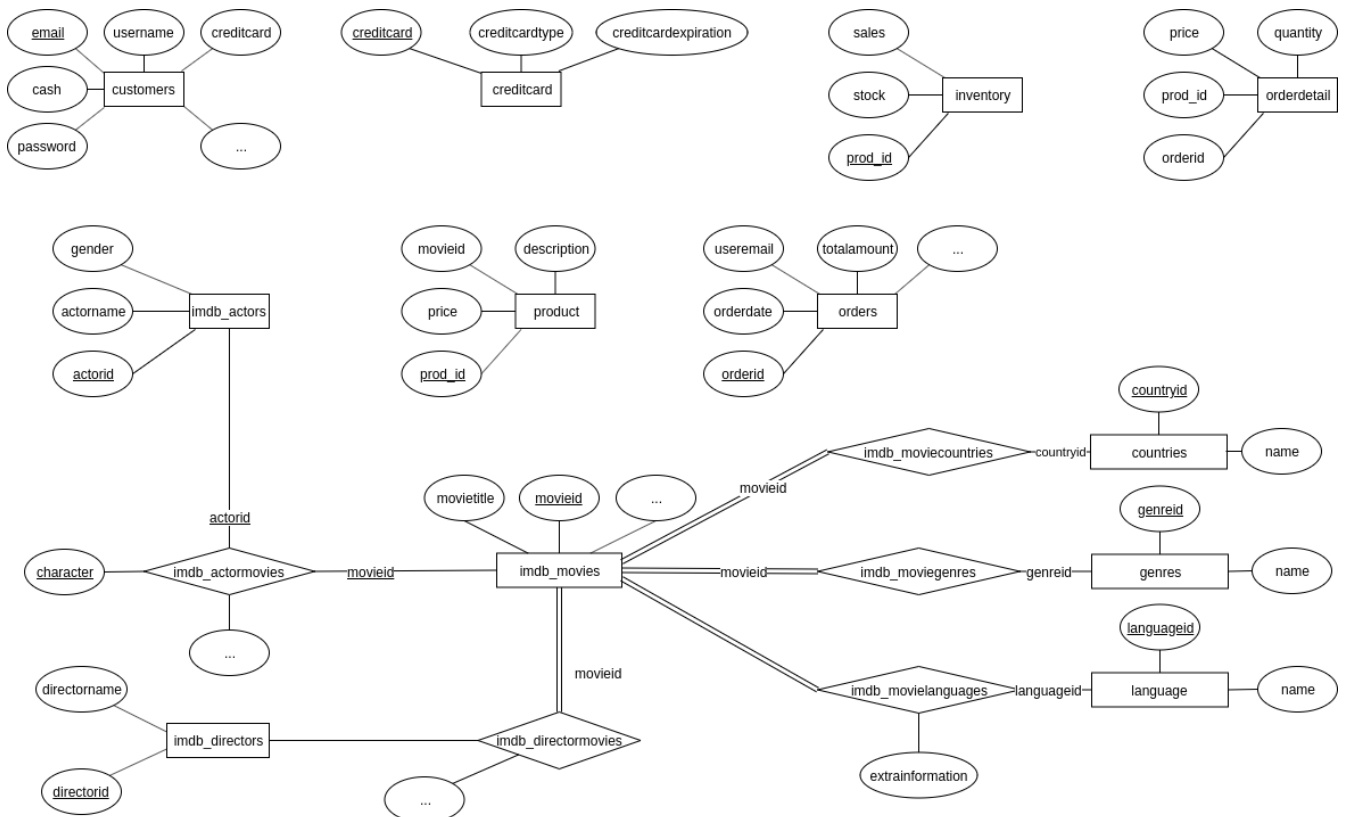 email
username
creditcard
cash
customers
password
...
creditcard
creditcardtype
creditcardexpiration
creditcard
sales
stock
inventory
prod_id
price
quantity
prod_id
orderdetail
orderid
gender
actorname
imdb_actors
actorid
movieid
description
price
product
prod_id
useremail
totalamount
...
orderdate
orders
orderid
countryid
imdb_moviecountries
countryid
countries
name
movieid
movietitle
movieid
...
actorid
genreid
character
imdb_actormovies
movieid
imdb_movies
movieid
imdb_moviegenres
genreid
genres
name
...
languageid
movieid
directorname
imdb_movielanguages
languageid
language
name
imdb_directors
imdb_directormovies
directorid
...
extrainformation